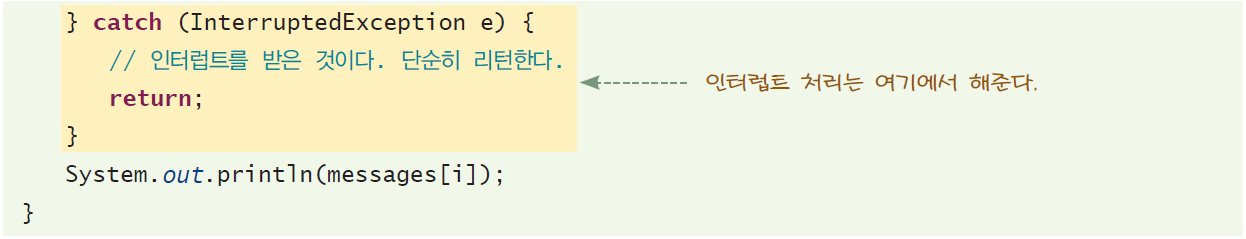 } catch (InterruptedException e) {
// 인터럽트를 받은 것이다. 단순히 리턴한다.
return;
인터럽트 처리는 여기에서 해준다.
}
System.out.println(messages[i]);
}